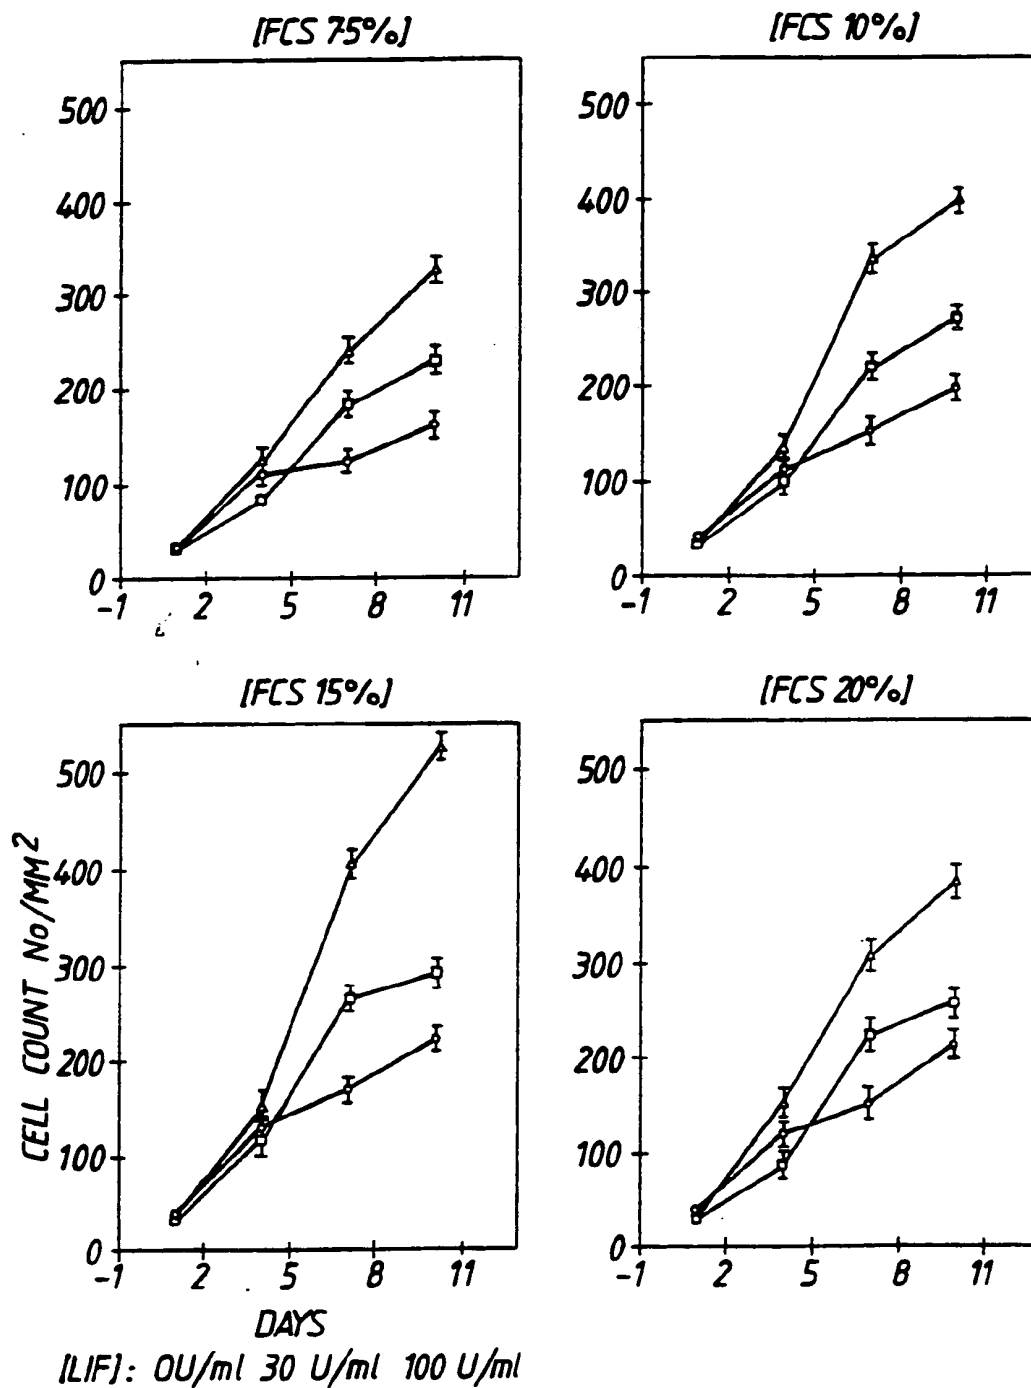 [FCS 7.5%] [FCS 10%]
500 500
400 400
300 300
200 200
100 100
0 0
-1 2 5 8 11 -1 2 5 8 11
[FCS 15%] [FCS 20%]
CELL COUNT No/MM²
500 500
400 400
300 300
200 200
100 100
0 0
-1 2 5 8 11 -1 2 5 8 11
DAYS
[LIF]: 0U/ml 30 U/ml 100 U/ml